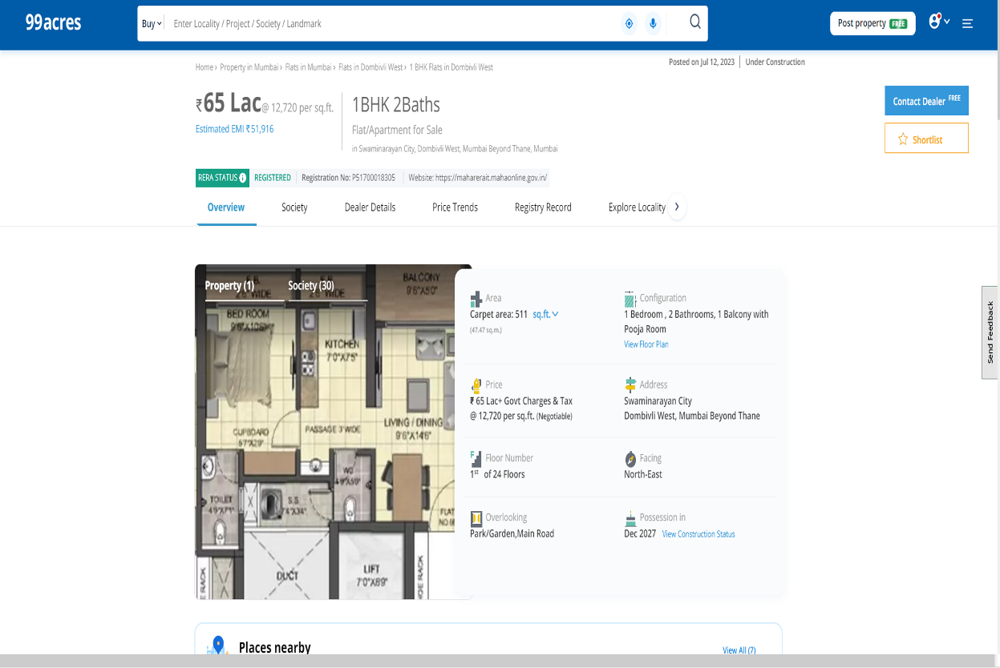 99acres
Buy
Enter Locality / Project / Society / Landmark
Post property FREE
Home › Property in Mumbai › Flats in Mumbai › Flats in Dombivli West › 1 BHK Flats in Dombivli West
Posted on Jul 12, 2023 Under Construction
₹65 Lac@ 12,720 per sq.ft.
Estimated EMI ₹51,916
1BHK 2Baths
Flat/Apartment for Sale
in Swaminarayan City, Dombivli West, Mumbai Beyond Thane, Mumbai
Contact Dealer FREE
Shortlist
RERA STATUS REGISTERED Registration No: P51700018305 Website: https://maharerait.mahaonline.gov.in/
Overview Society Dealer Details Price Trends Registry Record Explore Locality
Property (1) Society (30)
BALCONY
9'6"X5'0"
BED ROOM
KITCHEN
7'0"X7'5"
LIVING / DINING
9'6"X14'6"
PASSAGE 3'WIDE
CUPBOARD
TOILET
S.S.
DUCT
LIFT
7'0"X6'9"
FLAT
Area
Carpet area: 511 sq.ft.
(47.47 sq.m.)
Configuration
1 Bedroom , 2 Bathrooms, 1 Balcony with
Pooja Room
View Floor Plan
Price
₹ 65 Lac+ Govt Charges & Tax
@ 12,720 per sq.ft. (Negotiable)
Address
Swaminarayan City
Dombivli West, Mumbai Beyond Thane
Floor Number
1st of 24 Floors
Facing
North-East
Overlooking
Park/Garden,Main Road
Possession in
Dec 2027 View Construction Status
Send Feedback
Places nearby
View All (7)